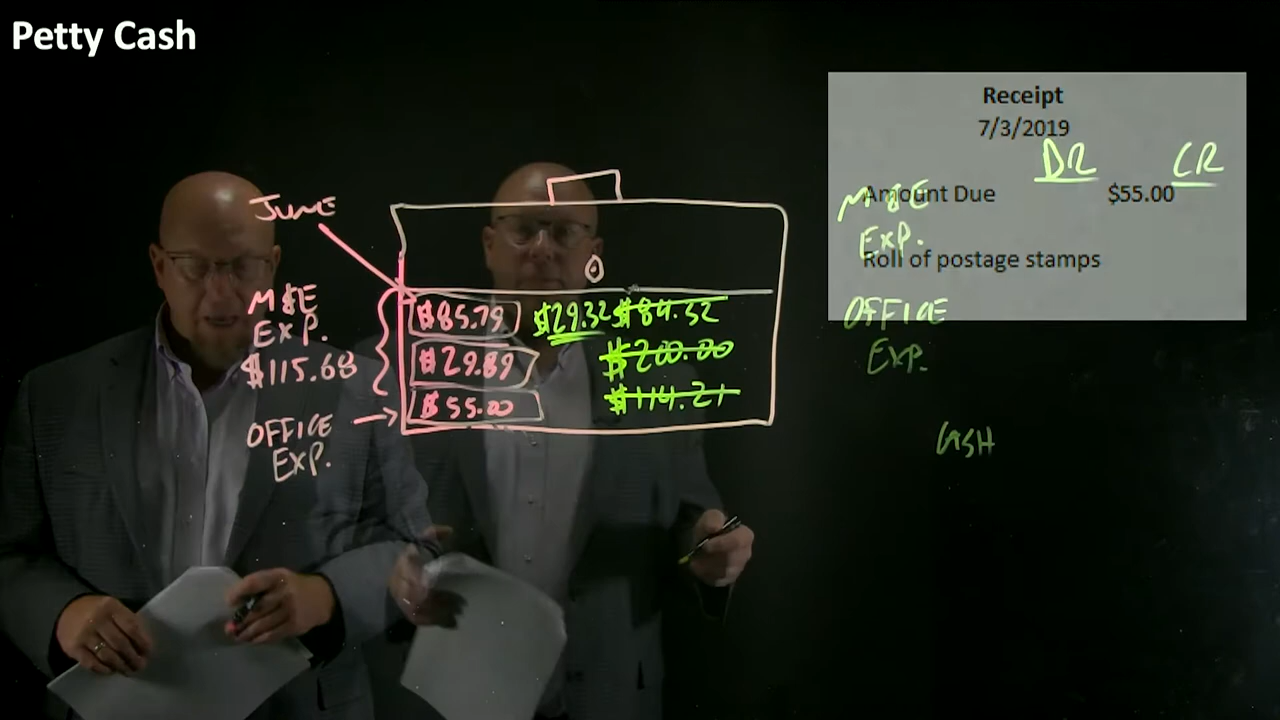 Petty Cash
Receipt
7/3/2019
DR CR
Amount Due $55.00
M&E
EXP.
Roll of postage stamps
OFFICE
EXP.
CASH
JUNE
M&E
EXP.
$115.68
OFFICE
EXP.
$85.79 $29.32 $84.32
$29.89 $200.00
$55.00 $114.21